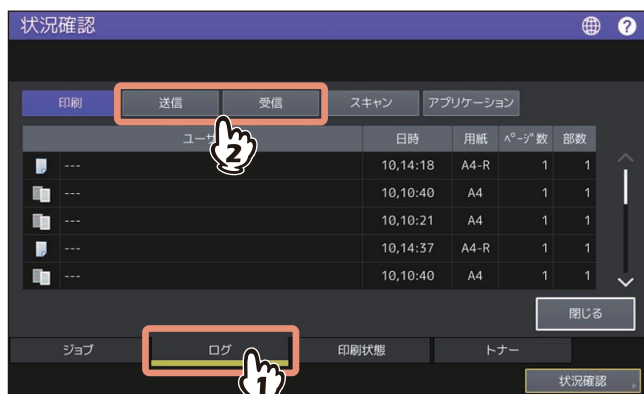 状況確認
?
印刷 送信 受信 スキャン アプリケーション
ユーザ 日時 用紙 ページ数 部数
--- 10,14:18 A4-R 1 1
--- 10,10:40 A4 1 1
--- 10,10:21 A4 1 1
--- 10,14:37 A4-R 1 1
--- 10,10:40 A4 1 1
2
閉じる
ジョブ ログ 印刷状態 トナー
1
状況確認